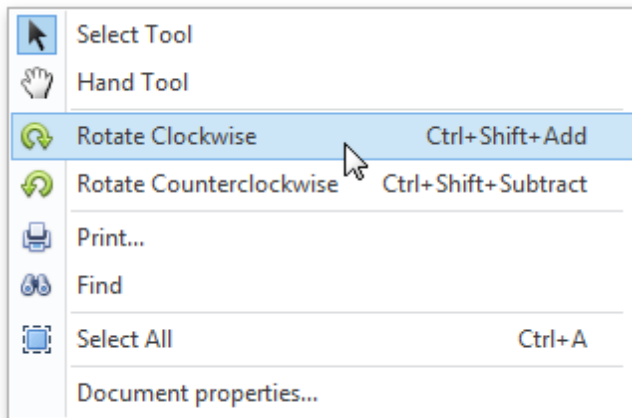 Select Tool
Hand Tool
Rotate Clockwise Ctrl+Shift+Add
Rotate Counterclockwise Ctrl+Shift+Subtract
Print...
Find
Select All Ctrl+A
Document properties...